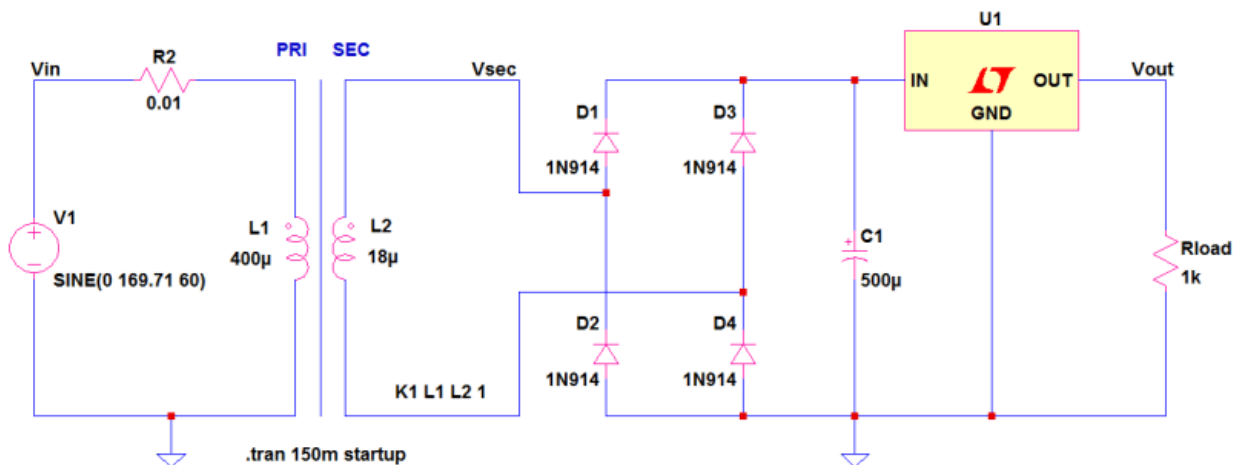 U1
R2
PRI SEC
Vin
Vsec
IN
OUT
Vout
0.01
GND
D1
D3
1N914
1N914
V1
L1
L2
C1
+
Rload
400µ
18µ
SINE(0 169.71 60)
500µ
1k
D2
D4
1N914
1N914
K1 L1 L2 1
.tran 150m startup